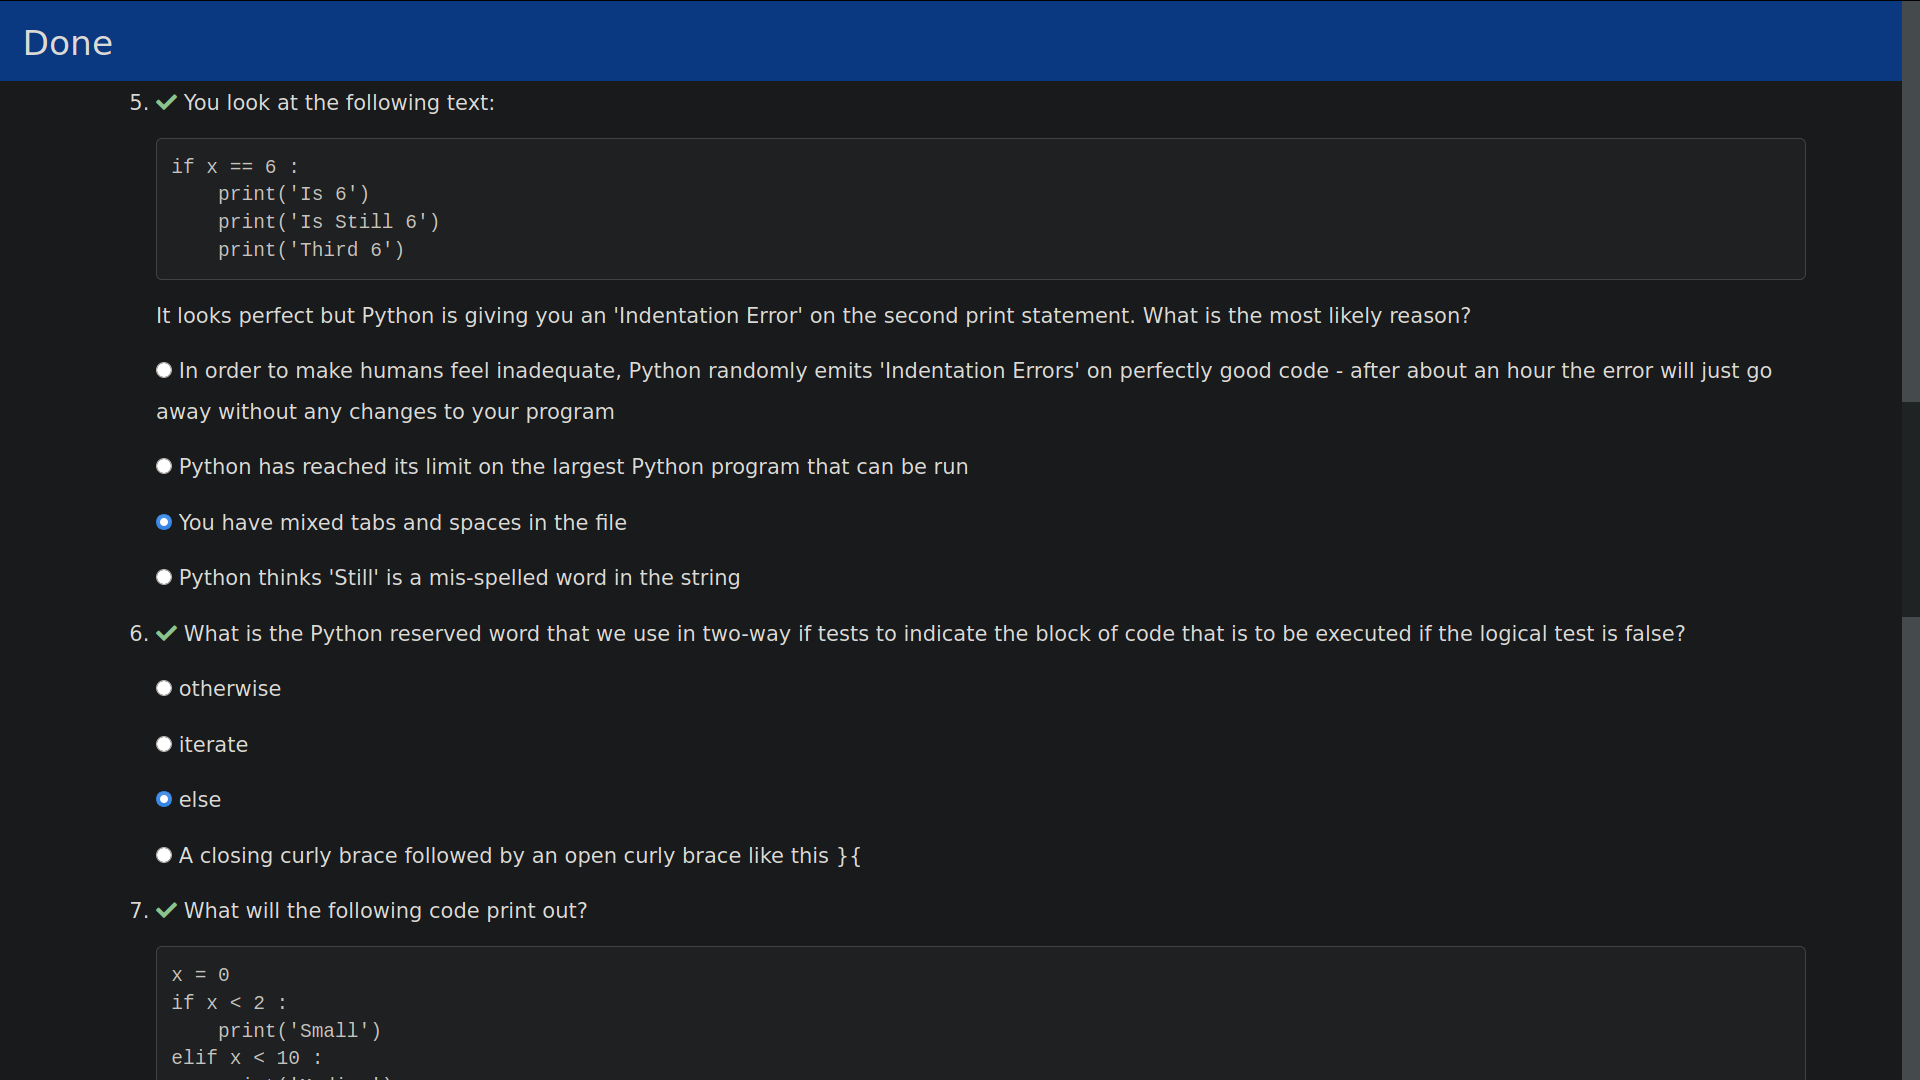 Done
5. You look at the following text:
if x == 6 :
    print('Is 6')
    print('Is Still 6')
    print('Third 6')
It looks perfect but Python is giving you an 'Indentation Error' on the second print statement. What is the most likely reason?
In order to make humans feel inadequate, Python randomly emits 'Indentation Errors' on perfectly good code - after about an hour the error will just go
away without any changes to your program
Python has reached its limit on the largest Python program that can be run
You have mixed tabs and spaces in the file
Python thinks 'Still' is a mis-spelled word in the string
6. What is the Python reserved word that we use in two-way if tests to indicate the block of code that is to be executed if the logical test is false?
otherwise
iterate
else
A closing curly brace followed by an open curly brace like this }{
7. What will the following code print out?
x = 0
if x < 2 :
    print('Small')
elif x < 10 :